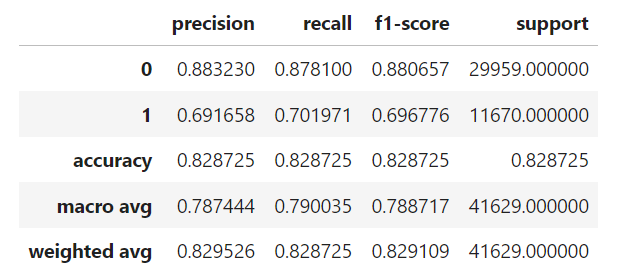 precision recall f1-score support
0 0.883230 0.878100 0.880657 29959.000000
1 0.691658 0.701971 0.696776 11670.000000
accuracy 0.828725 0.828725 0.828725 0.828725
macro avg 0.787444 0.790035 0.788717 41629.000000
weighted avg 0.829526 0.828725 0.829109 41629.000000